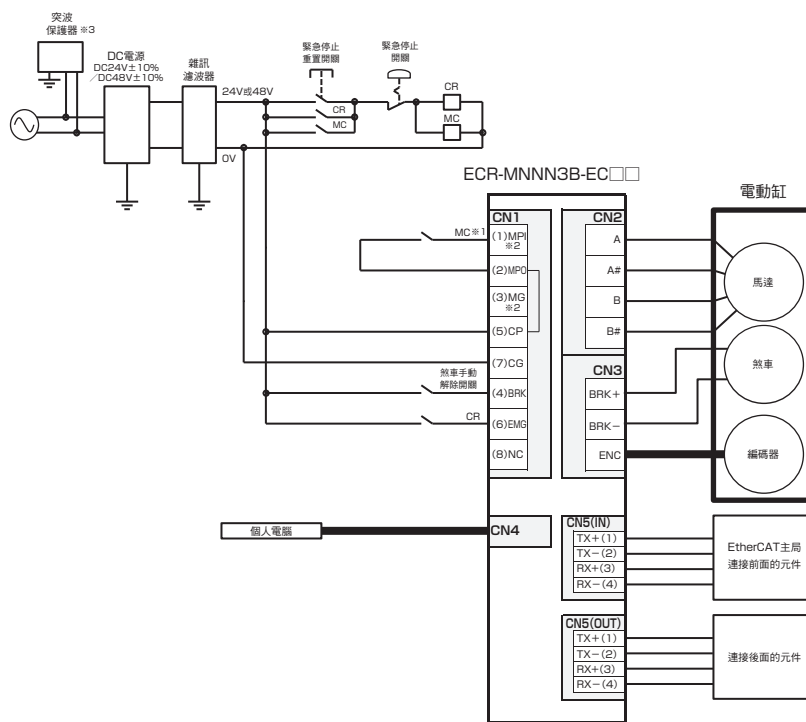 突波
保護器※3
DC電源
DC24V±10%
／DC48V±10%
雜訊
濾波器
24V或48V
0V
緊急停止
重置開關
緊急停止
開關
CR
MC
CR
MC
ECR-MNNN3B-EC□□
電動缸
CN1
MC※1
(1)MPI
※2
(2)MPO
(3)MG
※2
(5)CP
(7)CG
煞車手動
解除開關
(4)BRK
CR
(6)EMG
(8)NC
CN2
A
A#
B
B#
CN3
BRK+
BRK−
ENC
馬達
煞車
編碼器
個人電腦
CN4
CN5(IN)
TX+(1)
TX−(2)
RX+(3)
RX−(4)
EtherCAT主局
連接前面的元件
CN5(OUT)
TX+(1)
TX−(2)
RX+(3)
RX−(4)
連接後面的元件